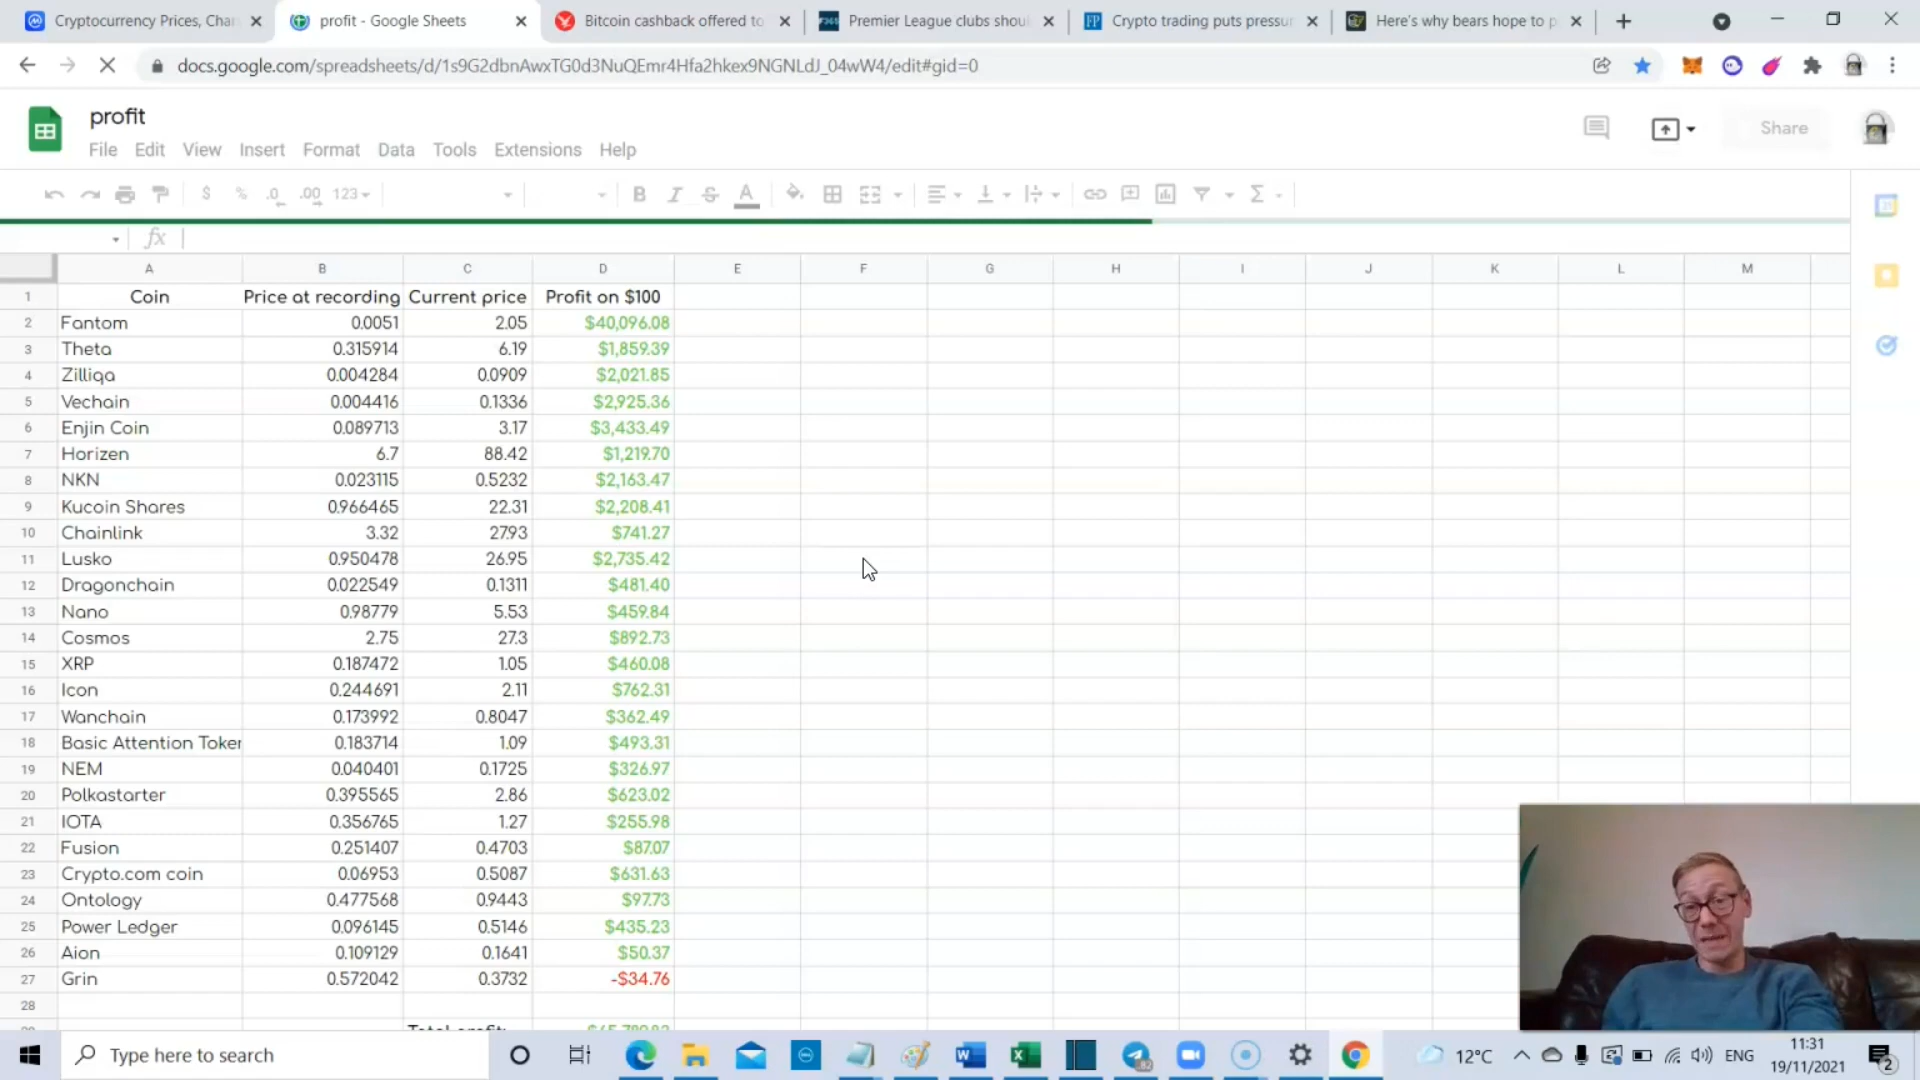 Cryptocurrency Prices, Char
profit - Google Sheets
Bitcoin cashback offered to
Premier League clubs shou
Crypto trading puts pressur
Here's why bears hope to p
docs.google.com/spreadsheets/d/1s9G2dbnAwxTG0d3NuQEmr4Hfa2hkex9NGNLdJ_04wW4/edit#gid=0
profit
Share
File Edit View Insert Format Data Tools Extensions Help
$ % .0 .00 123 B I S A Σ
fx
A B C D E F G H I J K L M
1 Coin Price at recording Current price Profit on $100
2 Fantom 0.0051 2.05 $40,096.08
3 Theta 0.315914 6.19 $1,859.39
4 Zilliqa 0.004284 0.0909 $2,021.85
5 Vechain 0.004416 0.1336 $2,925.36
6 Enjin Coin 0.089713 3.17 $3,433.49
7 Horizen 6.7 88.42 $1,219.70
8 NKN 0.023115 0.5232 $2,163.47
9 Kucoin Shares 0.966465 22.31 $2,208.41
10 Chainlink 3.32 27.93 $741.27
11 Lusko 0.950478 26.95 $2,735.42
12 Dragonchain 0.022549 0.1311 $481.40
13 Nano 0.98779 5.53 $459.84
14 Cosmos 2.75 27.3 $892.73
15 XRP 0.187472 1.05 $460.08
16 Icon 0.244691 2.11 $762.31
17 Wanchain 0.173992 0.8047 $362.49
18 Basic Attention Toker 0.183714 1.09 $493.31
19 NEM 0.040401 0.1725 $326.97
20 Polkastarter 0.395565 2.86 $623.02
21 IOTA 0.356765 1.27 $255.98
22 Fusion 0.251407 0.4703 $87.07
23 Crypto.com coin 0.06953 0.5087 $631.63
24 Ontology 0.477568 0.9443 $97.73
25 Power Ledger 0.096145 0.5146 $435.23
26 Aion 0.109129 0.1641 $50.37
27 Grin 0.572042 0.3732 -$34.76
28
Total profit:
Type here to search
12°C
ENG
11:31
19/11/2021
2